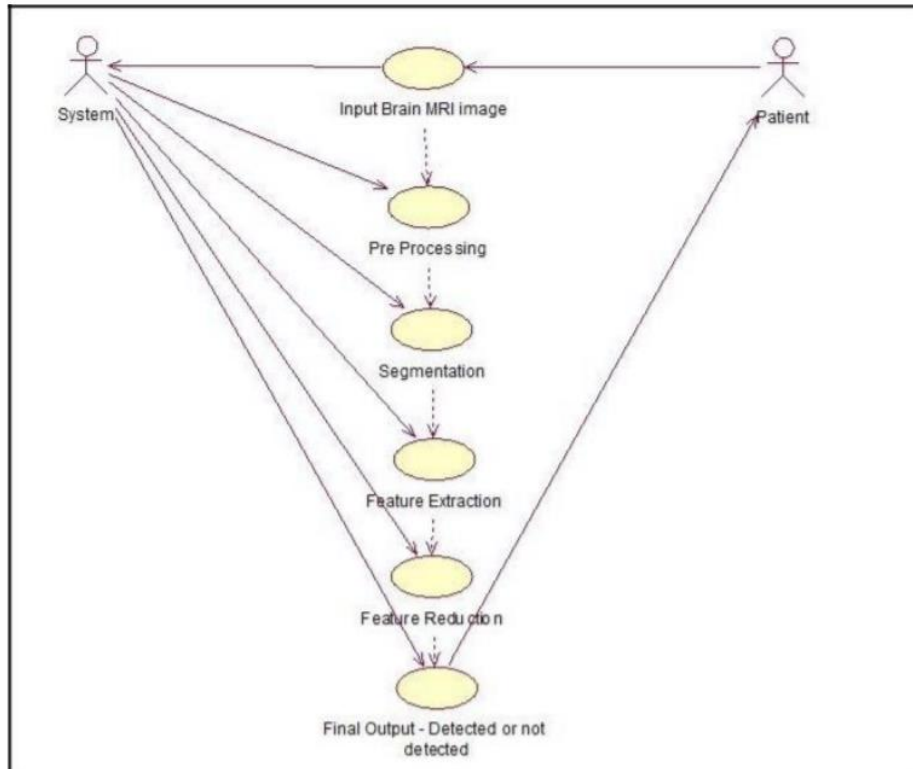 System
Input Brain MRI image
Patient
Pre Processing
Segmentation
Feature Extraction
Feature Reduction
Final Output - Detected or not
detected